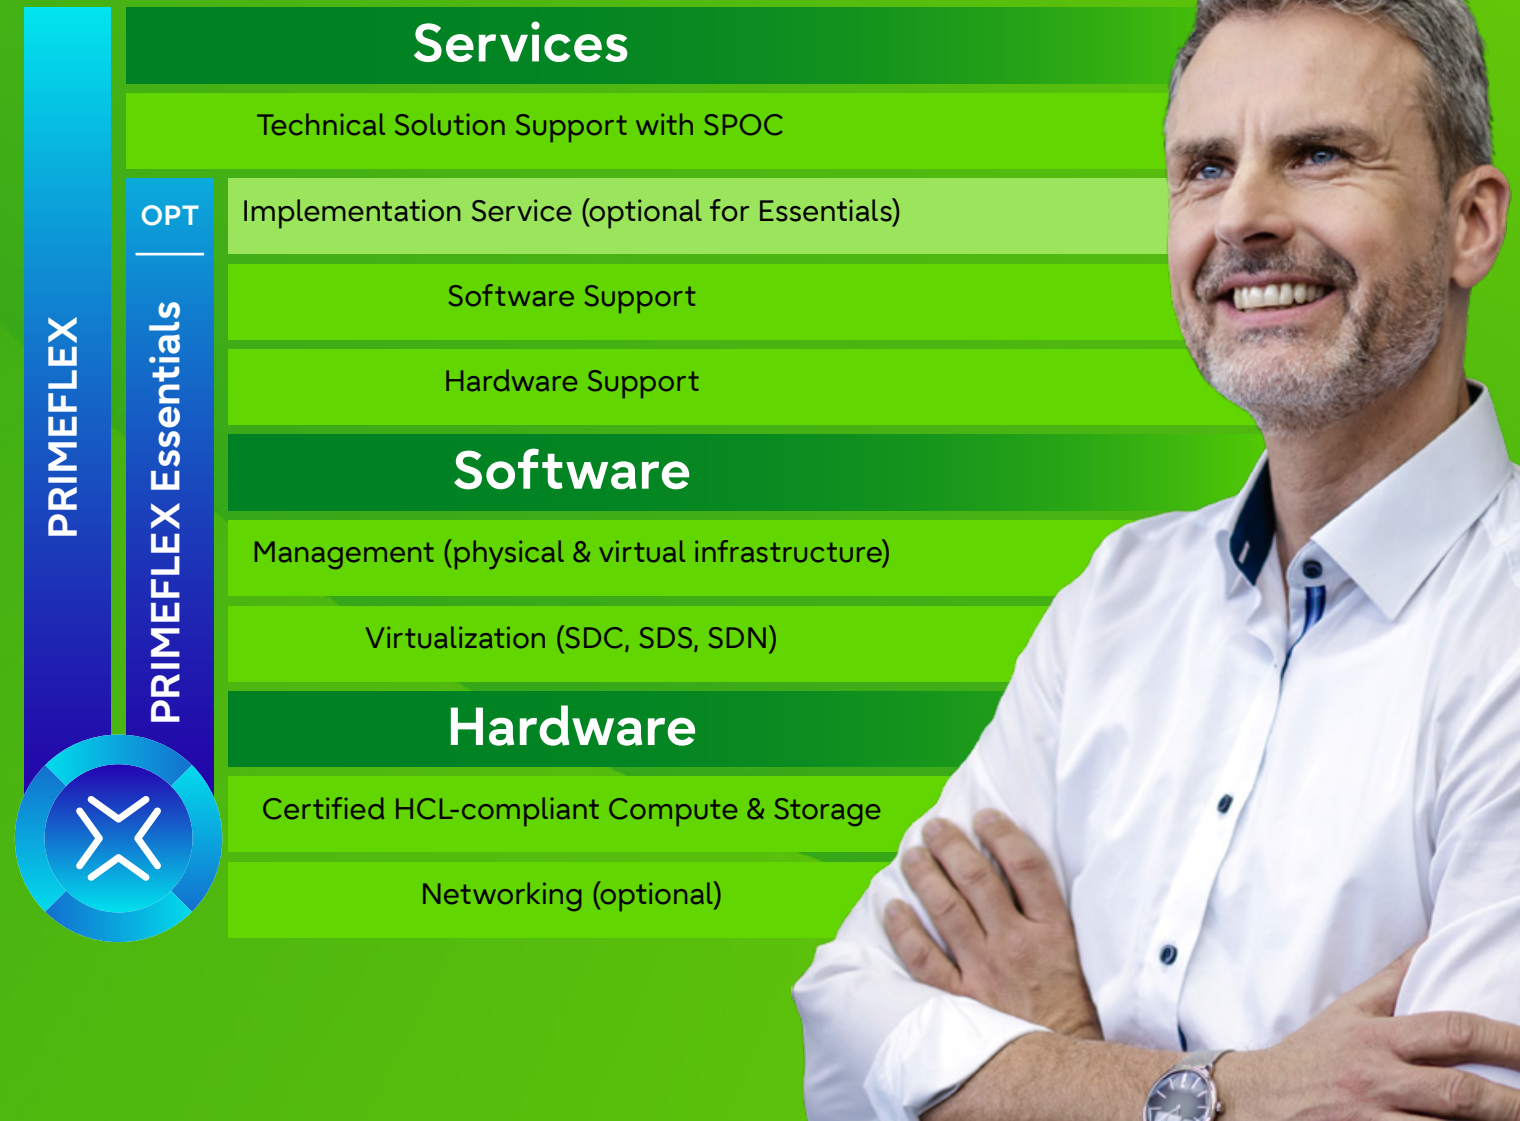 Services
Technical Solution Support with SPOC
OPT
Implementation Service (optional for Essentials)
Software Support
Hardware Support
PRIMEFLEX
PRIMEFLEX Essentials
Software
Management (physical & virtual infrastructure)
Virtualization (SDC, SDS, SDN)
Hardware
Certified HCL-compliant Compute & Storage
Networking (optional)